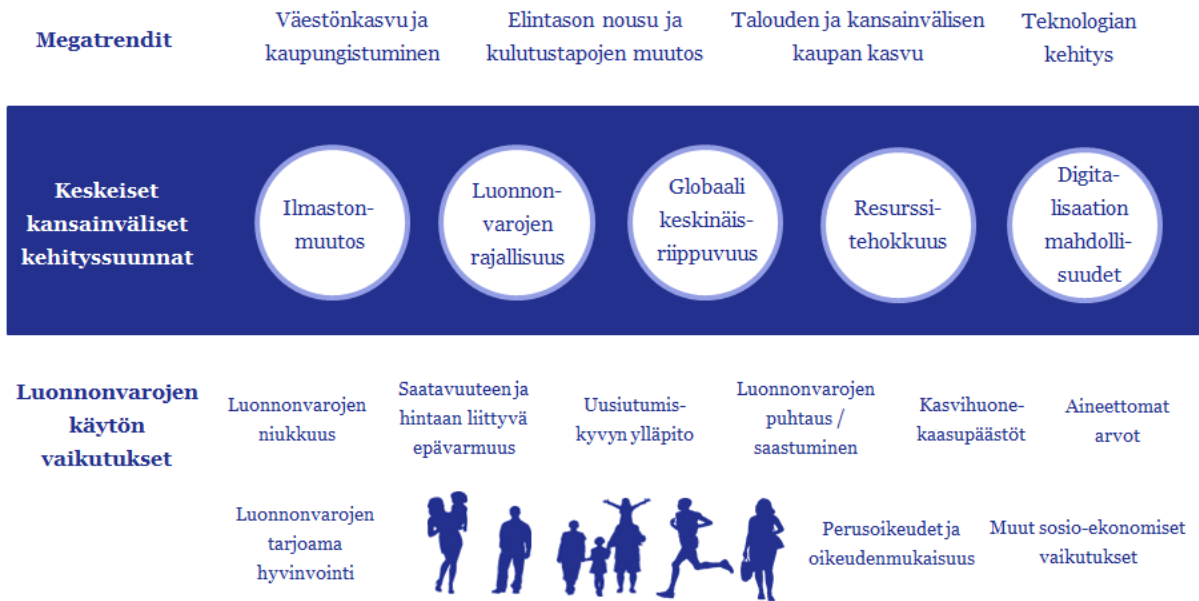 Megatrendit
Väestönkasvu ja
kaupungistuminen
Elintason nousu ja
kulutustapojen muutos
Talouden ja kansainvälisen
kaupan kasvu
Teknologian
kehitys
Keskeiset
kansainväliset
kehityssuunnat
Ilmaston-
muutos
Luonnon-
varojen
rajallisuus
Globaali
keskinäis-
riippuvuus
Resurssi-
tehokkuus
Digita-
lisaation
mahdolli-
suudet
Luonnonvarojen
käytön
vaikutukset
Luonnonvarojen
niukkuus
Saatavuuteen ja
hintaan liittyvä
epävarmuus
Uusiutumis-
kyvyn ylläpito
Luonnonvarojen
puhtaus /
saastuminen
Kasvihuone-
kaasupäästöt
Aineettomat
arvot
Luonnonvarojen
tarjoama
hyvinvointi
Perusoikeudet ja
oikeudenmukaisuus
Muut sosio-ekonomiset
vaikutukset